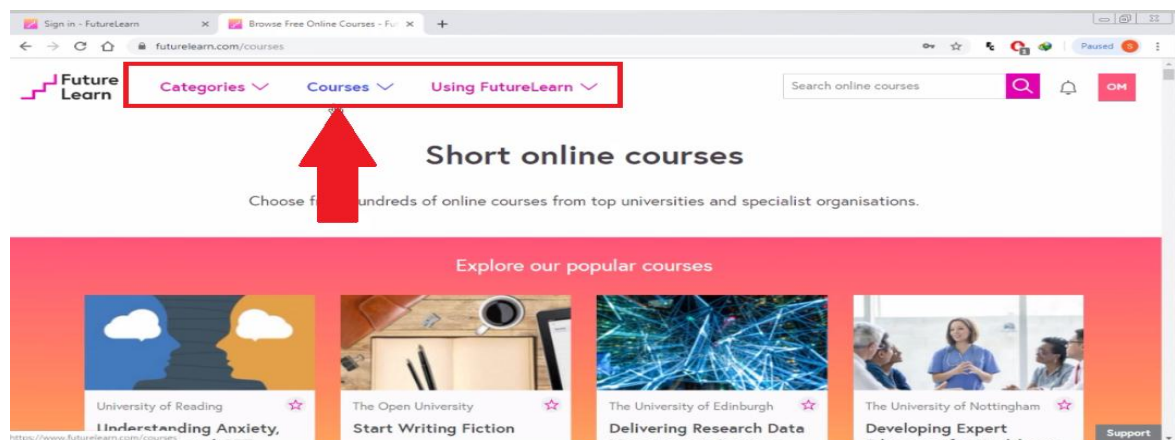 Sign in - FutureLearn
Browse Free Online Courses - Fu
futurelearn.com/courses
Paused
Future
Learn
Categories
Courses
Using FutureLearn
Search online courses
OM
Short online courses
Choose f undreds of online courses from top universities and specialist organisations.
Explore our popular courses
University of Reading
The Open University
The University of Edinburgh
The University of Nottingham
Understanding Anxiety,
Start Writing Fiction
Delivering Research Data
Developing Expert
Support
https://www.futurelearn.com/courses